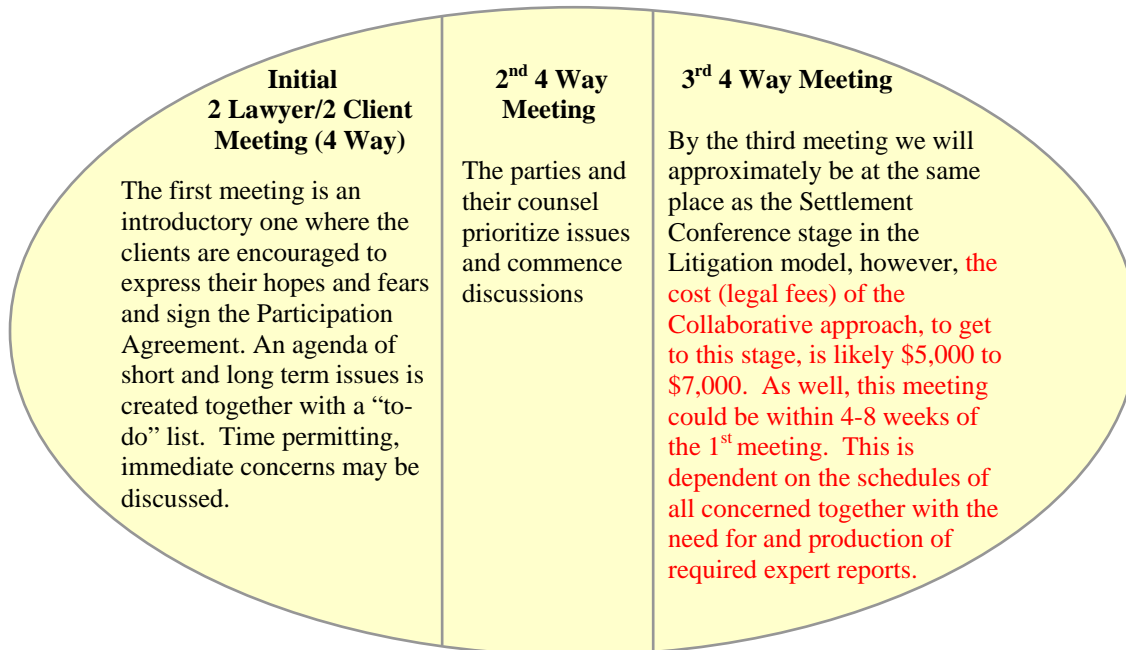 Initial
2 Lawyer/2 Client
Meeting (4 Way)
The first meeting is an
introductory one where the
clients are encouraged to
express their hopes and fears
and sign the Participation
Agreement. An agenda of
short and long term issues is
created together with a “to-
do” list.  Time permitting,
immediate concerns may be
discussed.
2nd 4 Way
Meeting
The parties and
their counsel
prioritize issues
and commence
discussions
3rd 4 Way Meeting
By the third meeting we will
approximately be at the same
place as the Settlement
Conference stage in the
Litigation model, however, the
cost (legal fees) of the
Collaborative approach, to get
to this stage, is likely $5,000 to
$7,000.  As well, this meeting
could be within 4-8 weeks of
the 1st meeting.  This is
dependent on the schedules of
all concerned together with the
need for and production of
required expert reports.